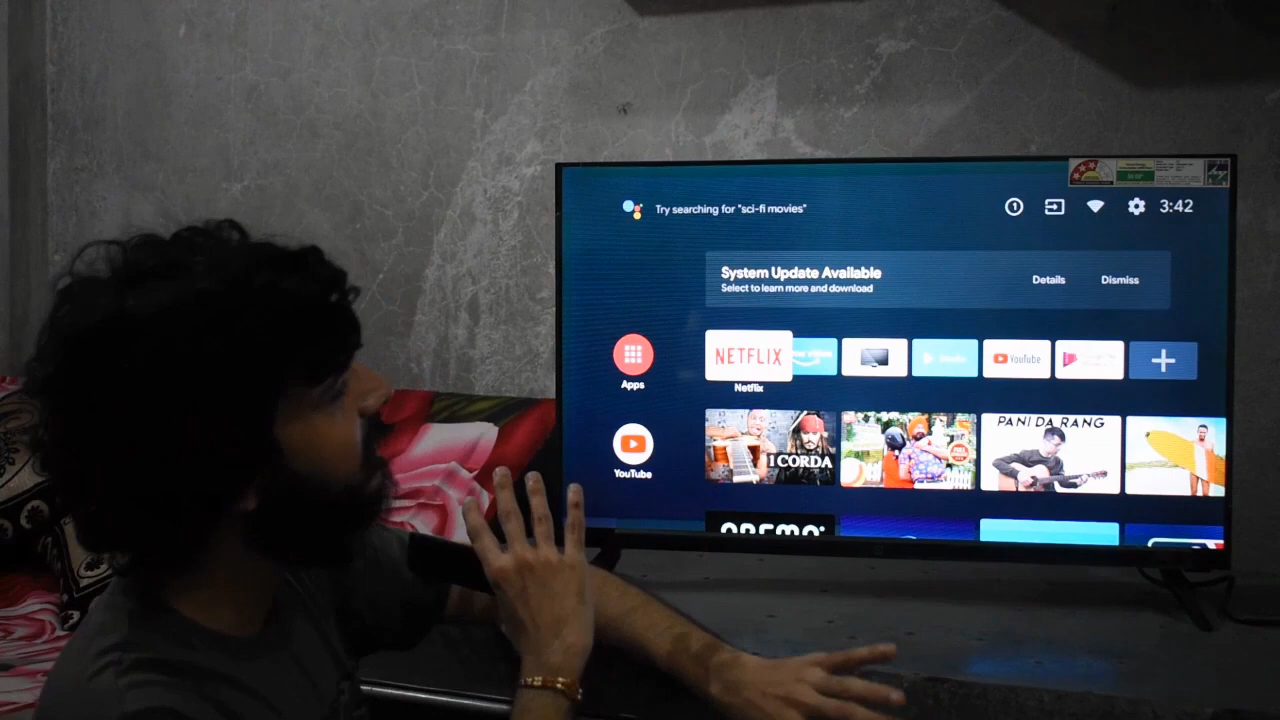 Try searching for "sci-fi movies"
1
3:42
System Update Available
Select to learn more and download
Details
Dismiss
NETFLIX
YouTube
Apps
Netflix
1 CORDA
PANI DA RANG
YouTube